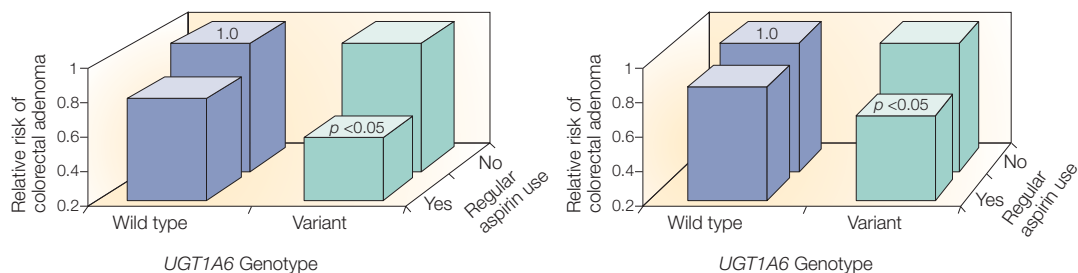 Relative risk of
colorectal adenoma
1
0.8
0.6
0.4
0.2
1.0
p <0.05
Wild type
Variant
Yes
No
Regular
aspirin use
UGT1A6 Genotype
Relative risk of
colorectal adenoma
1
0.8
0.6
0.4
0.2
1.0
p <0.05
Wild type
Variant
Yes
No
Regular
aspirin use
UGT1A6 Genotype